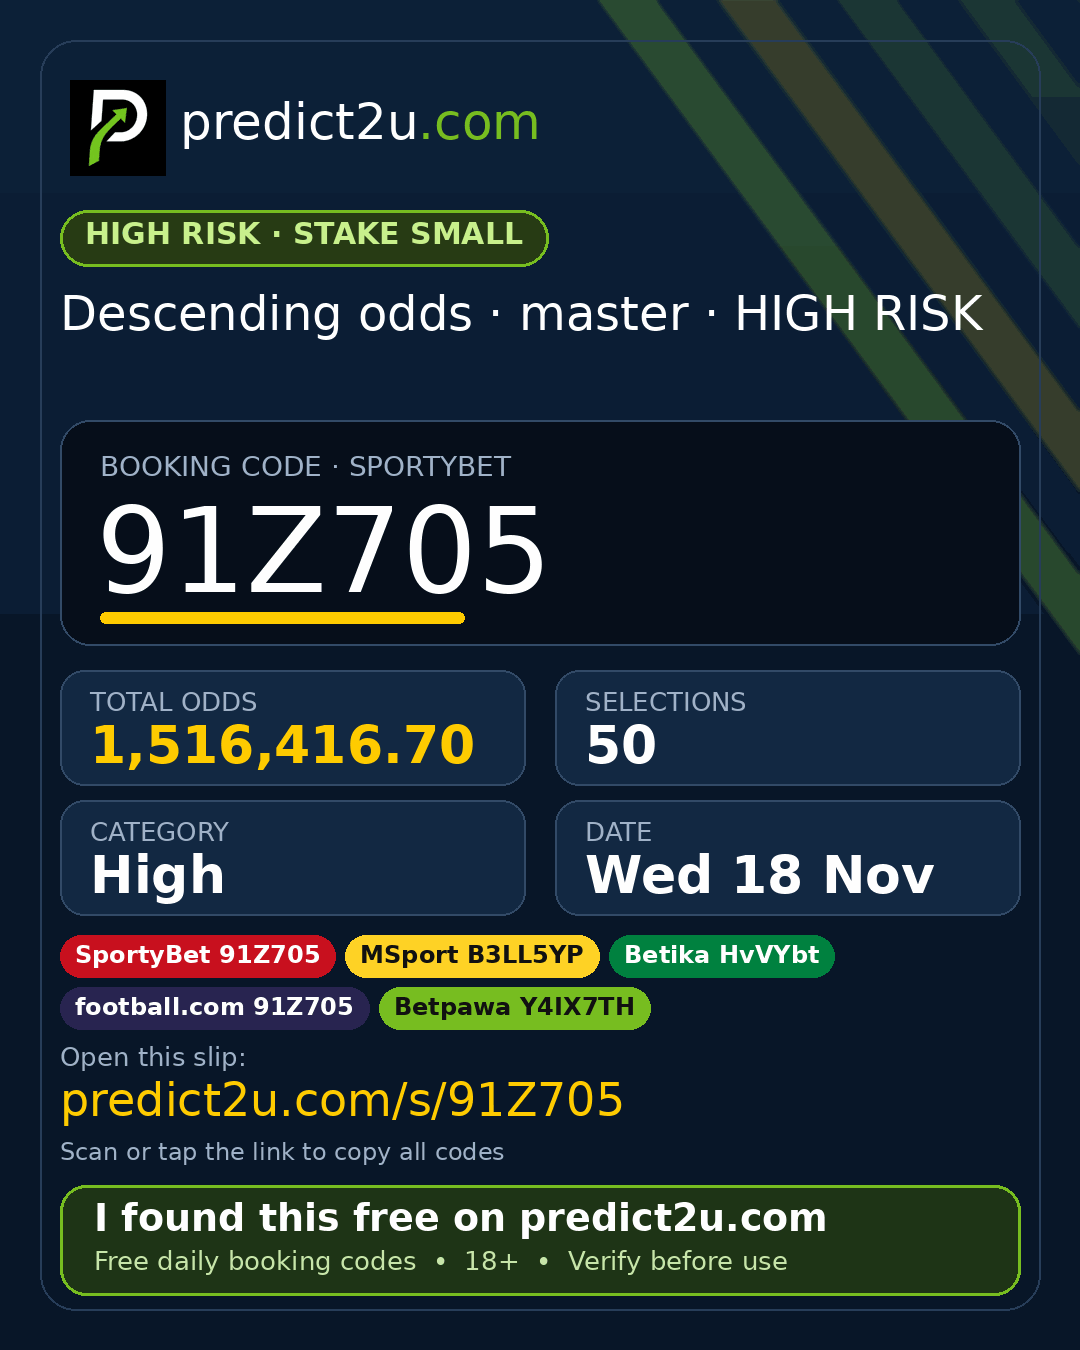 predict2u.com
HIGH RISK · STAKE SMALL
Descending odds · master · HIGH RISK
BOOKING CODE · SPORTYBET
91Z705
TOTAL ODDS
1,516,416.70
SELECTIONS
50
CATEGORY
High
DATE
Wed 18 Nov
SportyBet 91Z705 MSport B3LL5YP Betika HvVYbt
football.com 91Z705 Betpawa Y4IX7TH
Open this slip:
predict2u.com/s/91Z705
Scan or tap the link to copy all codes
I found this free on predict2u.com
Free daily booking codes • 18+ • Verify before use